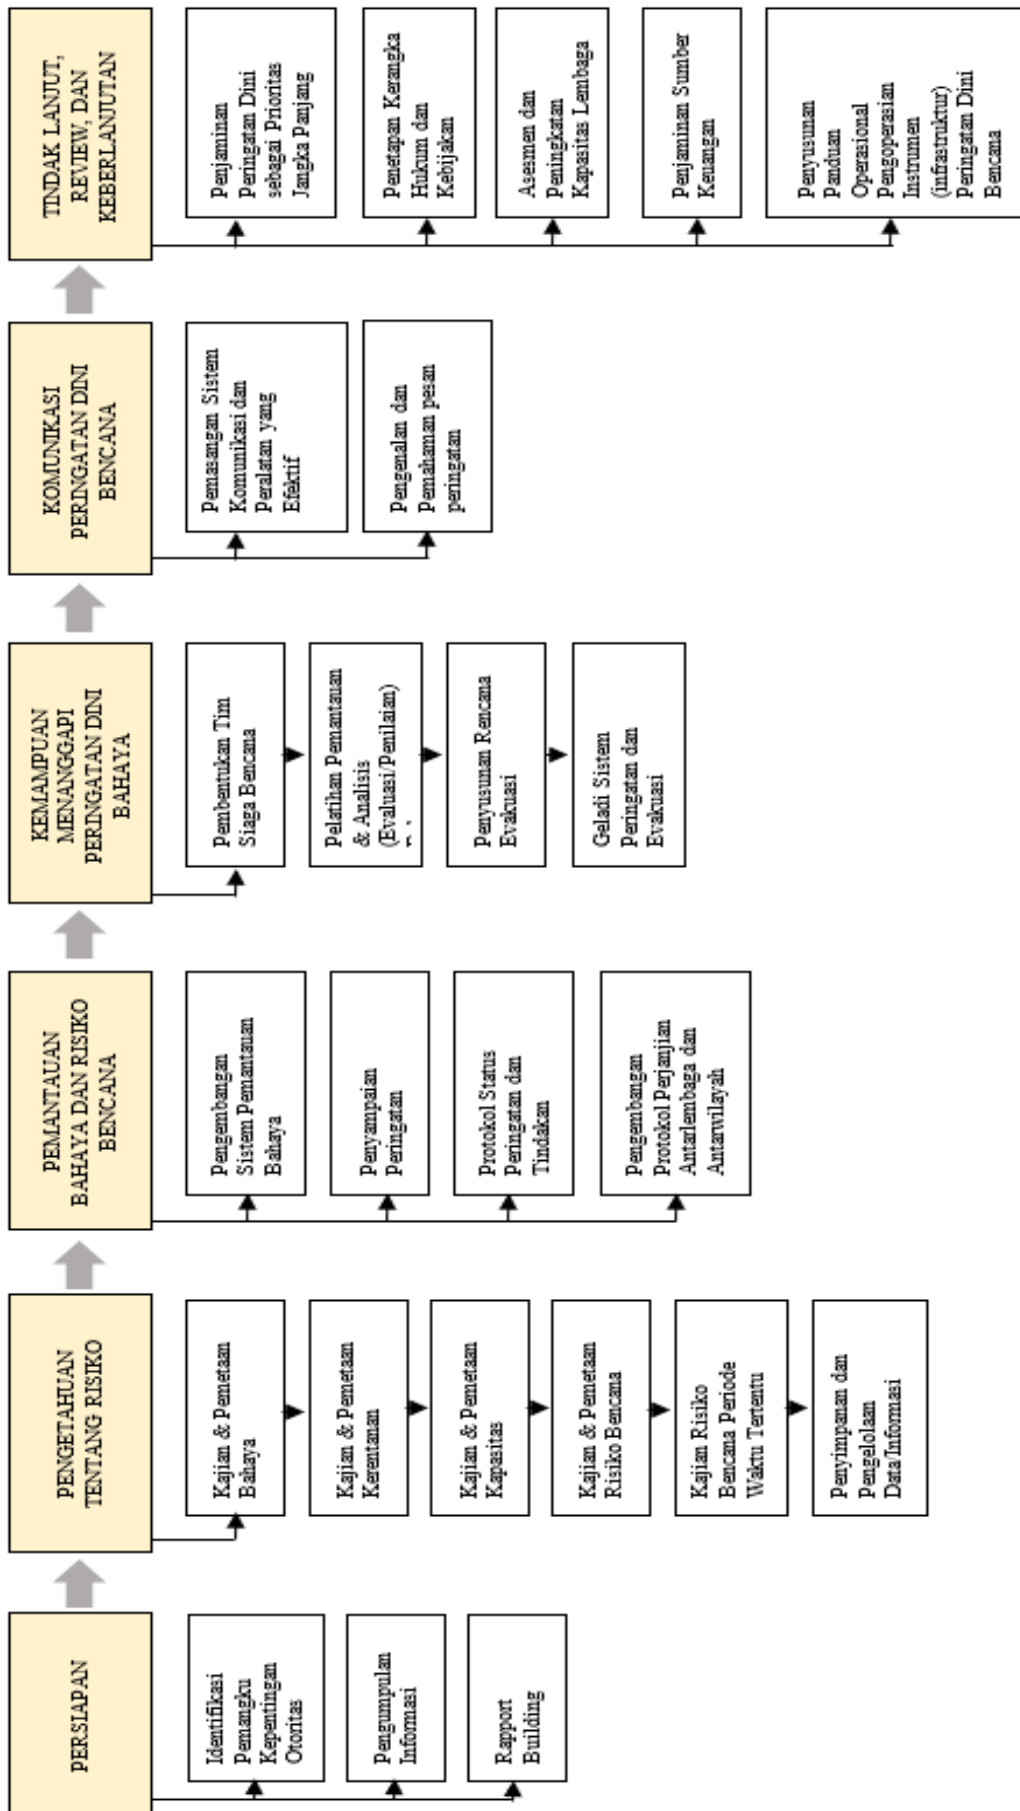 PERSIAPAN
Identifikasi
Pemangku
Kepentingan
Otoritas
Pengumpulan
Informasi
Rapport
Building
PENGETAHUAN
TENTANG RISIKO
Kajian & Pemetaan
Bahaya
Kajian & Pemetaan
Kerentanan
Kajian & Pemetaan
Kapasitas
Kajian & Pemetaan
Risiko Bencana
Kajian Risiko
Bencana Periode
Waktu Tertentu
Penyimpanan dan
Pengelolaan
Data/Informasi
PEMANTAUAN
BAHAYA DAN RISIKO
BENCANA
Pengembangan
Sistem Pemantauan
Bahaya
Penyampaian
Peringatan
Protokol Status
Peringatan dan
Tindakan
Pengembangan
Protokol Perjanjian
Antarlembaga dan
Antarwilayah
KEMAMPUAN
MENANGGAPI
PERINGATAN DINI
BAHAYA
Pembentukan Tim
Siaga Bencana
Pelatihan Pemantauan
& Analisis
(Evaluasi/Penilaian)
Penyusunan Rencana
Evakuasi
Geladi Sistem
Peringatan dan
Evakuasi
KOMUNIKASI
PERINGATAN DINI
BENCANA
Pemasangan Sistem
Komunikasi dan
Peralatan yang
Efektif
Pengenalan dan
Pemahaman pesan
peringatan
TINDAK LANJUT,
REVIEW, DAN
KEBERLANJUTAN
Penjaminan
Peringatan Dini
sebagai Prioritas
Jangka Panjang
Penetapan Kerangka
Hukum dan
Kebijakan
Asesmen dan
Peningkatan
Kapasitas Lembaga
Penjaminan Sumber
Keuangan
Penyusunan
Panduan
Operasional
Pengoperasian
Instrumen
(infrastruktur)
Peringatan Dini
Bencana